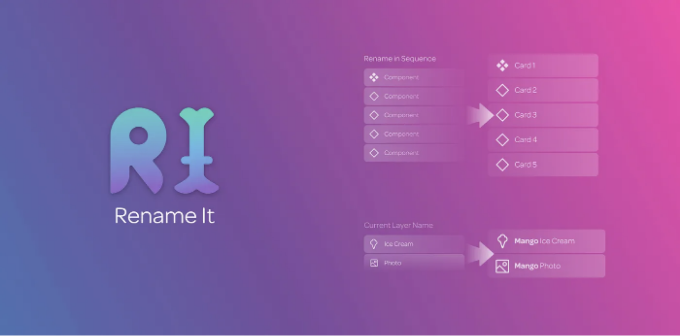 RI
Rename It
Rename in Sequence
Component
Component
Component
Component
Component
Card 1
Card 2
Card 3
Card 4
Card 5
Current Layer Name
Ice Cream
Photo
Mango Ice Cream
Mango Photo